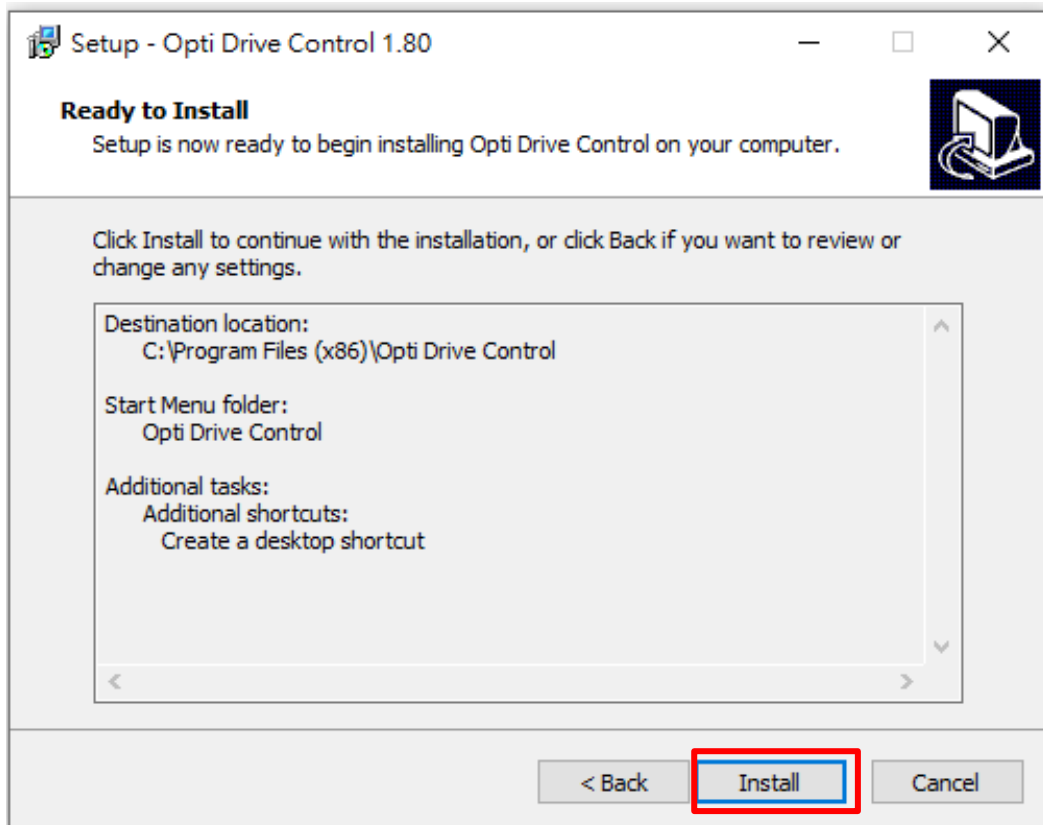 Setup - Opti Drive Control 1.80
Ready to Install
Setup is now ready to begin installing Opti Drive Control on your computer.
Click Install to continue with the installation, or click Back if you want to review or
change any settings.
Destination location:
C:\Program Files (x86)\Opti Drive Control
Start Menu folder:
Opti Drive Control
Additional tasks:
Additional shortcuts:
Create a desktop shortcut
< Back
Install
Cancel